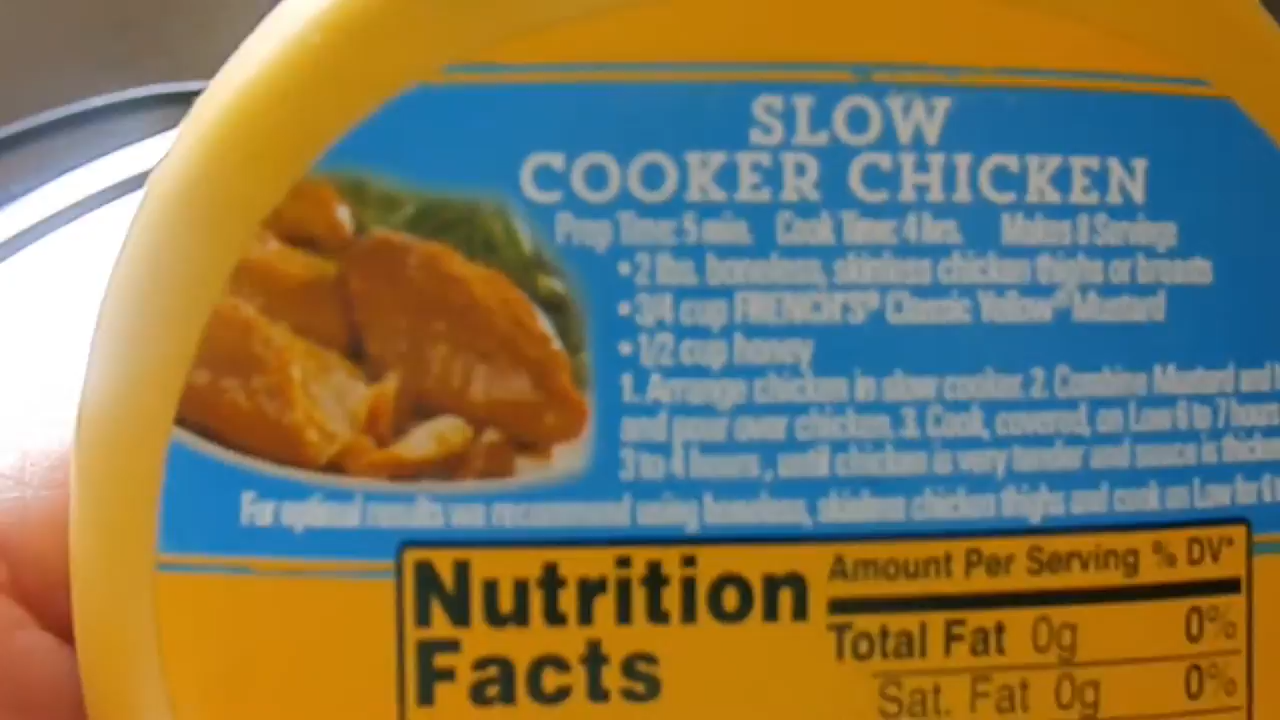 SLOW
COOKER CHICKEN
Prep Time: 5 min. Cook Time: 4 hrs. Makes 8 Servings
• 2 lbs. boneless, skinless chicken thighs or breasts
• 3/4 cup FRENCH'S® Classic Yellow® Mustard
• 1/2 cup honey
1. Arrange chicken in slow cooker. 2. Combine Mustard and
and pour over chicken. 3. Cook, covered, on Low 6 to 7 hours
3 to 4 hours, until chicken is very tender and sauce is
For optimal results we recommend using boneless, skinless chicken thighs and cook on Low for 6
Nutrition
Facts
Amount Per Serving % DV*
Total Fat 0g 0%
Sat. Fat 0g 0%